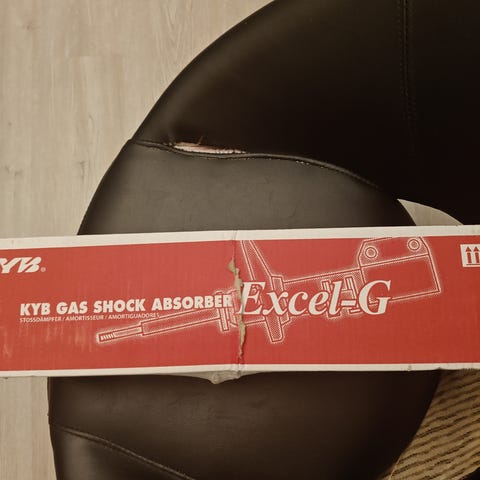 KYB®
KYB GAS SHOCK ABSORBER
STOSSDÄMPFER / AMORTISSEUR / AMORTIGUADORES
Excel-G